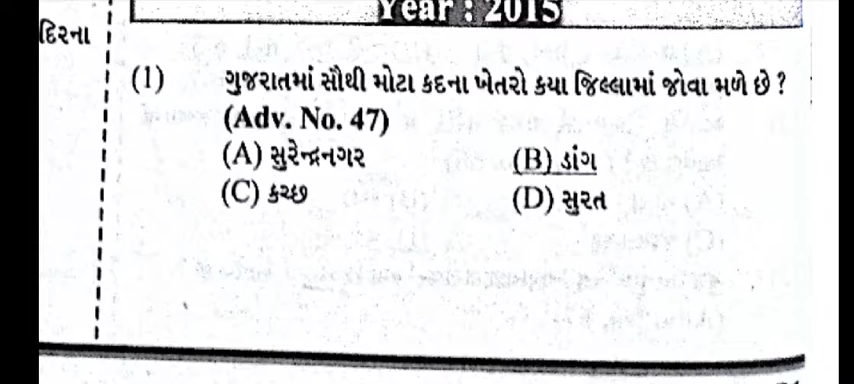 Year : 2015
દિરના
(1) ગુજરાતમાં સૌથી મોટા કદના ખેતરો કયા જિલ્લામાં જોવા મળે છે ?
(Adv. No. 47)
(A) સુરેન્દ્રનગર (B) ડાંગ
(C) કચ્છ (D) સુરત